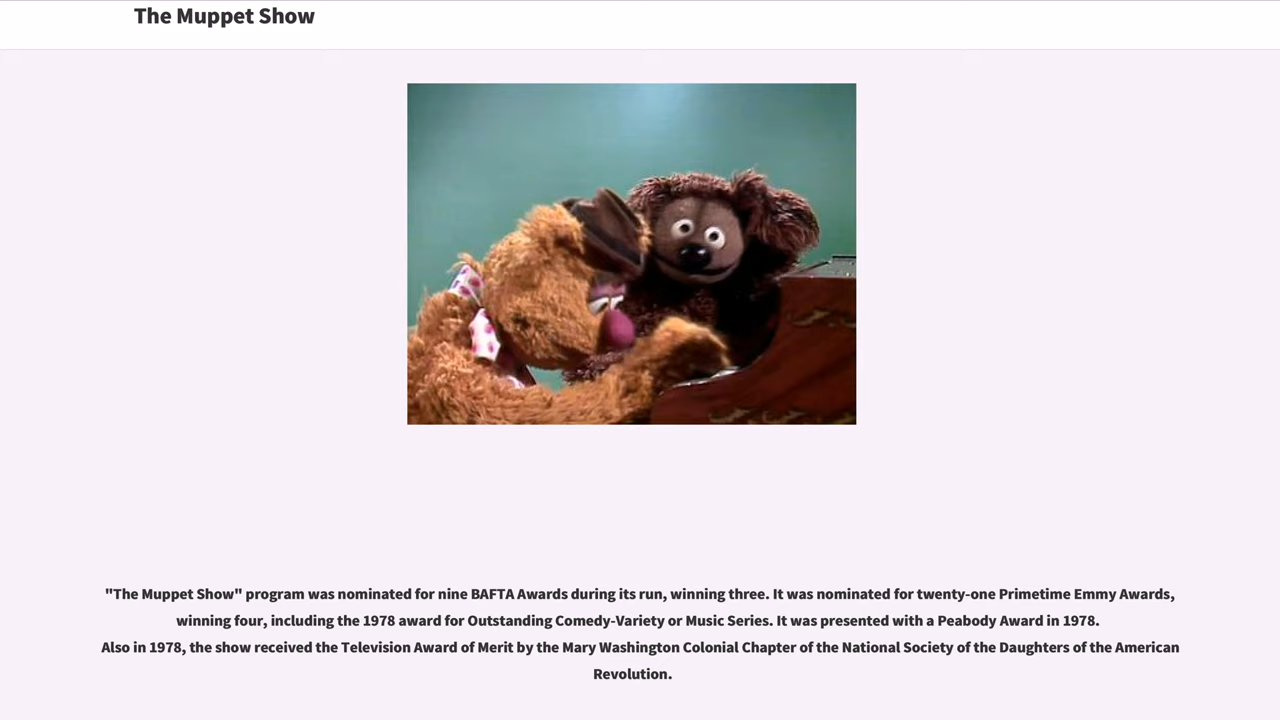 The Muppet Show
"The Muppet Show" program was nominated for nine BAFTA Awards during its run, winning three. It was nominated for twenty-one Primetime Emmy Awards,
winning four, including the 1978 award for Outstanding Comedy-Variety or Music Series. It was presented with a Peabody Award in 1978.
Also in 1978, the show received the Television Award of Merit by the Mary Washington Colonial Chapter of the National Society of the Daughters of the American
Revolution.